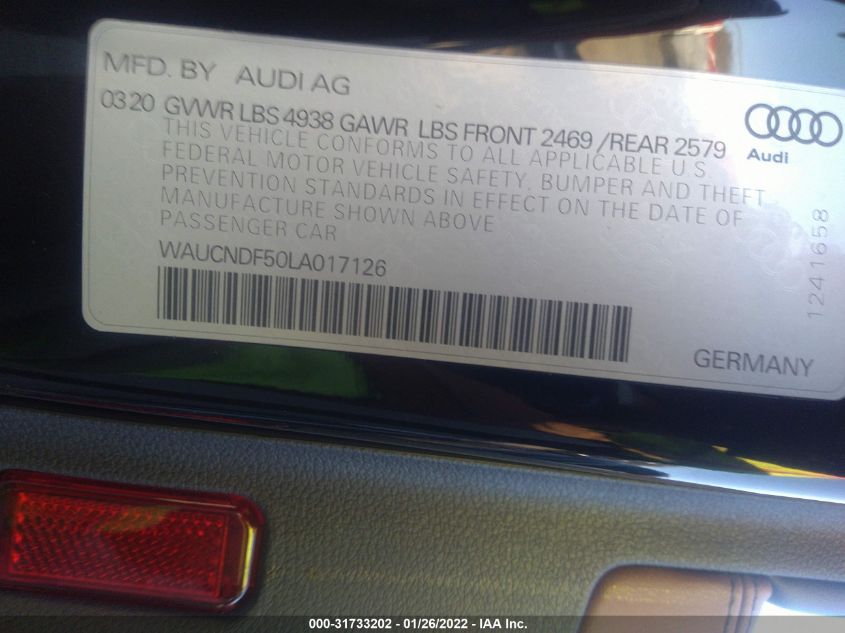 MFD. BY AUDI AG
03 20 GVWR LBS 4938 GAWR LBS FRONT 2469 /REAR 2579
THIS VEHICLE CONFORMS TO ALL APPLICABLE U.S.
FEDERAL MOTOR VEHICLE SAFETY, BUMPER AND THEFT
PREVENTION STANDARDS IN EFFECT ON THE DATE OF
MANUFACTURE SHOWN ABOVE
PASSENGER CAR
WAUCNDF50LA017126
Audi
1241658
GERMANY
000-31733202 - 01/26/2022 - IAA Inc.